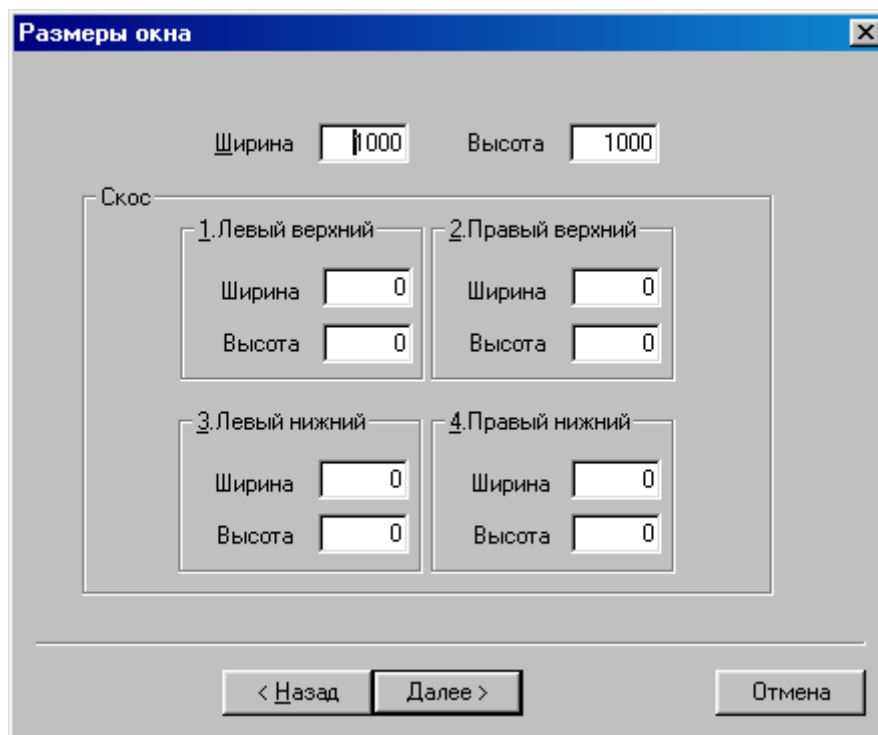 Размеры окна
Ширина 1000 Высота 1000
Скос
1.Левый верхний 2.Правый верхний
Ширина 0 Ширина 0
Высота 0 Высота 0
3.Левый нижний 4.Правый нижний
Ширина 0 Ширина 0
Высота 0 Высота 0
< Назад Далее > Отмена